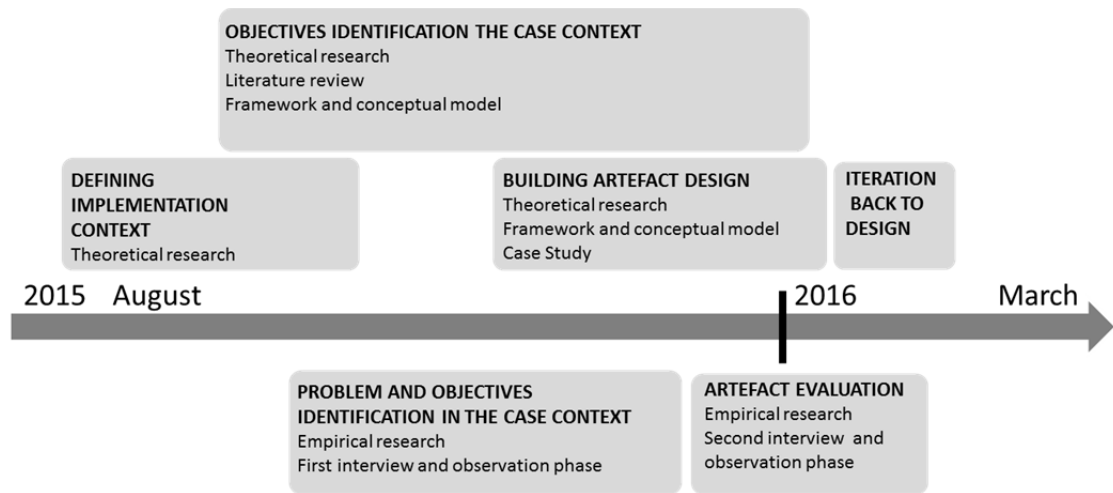 OBJECTIVES IDENTIFICATION THE CASE CONTEXT
Theoretical research
Literature review
Framework and conceptual model
DEFINING
IMPLEMENTATION
CONTEXT
Theoretical research
BUILDING ARTEFACT DESIGN
Theoretical research
Framework and conceptual model
Case Study
ITERATION
BACK TO
DESIGN
2015 August 2016 March
PROBLEM AND OBJECTIVES
IDENTIFICATION IN THE CASE CONTEXT
Empirical research
First interview and observation phase
ARTEFACT EVALUATION
Empirical research
Second interview and
observation phase